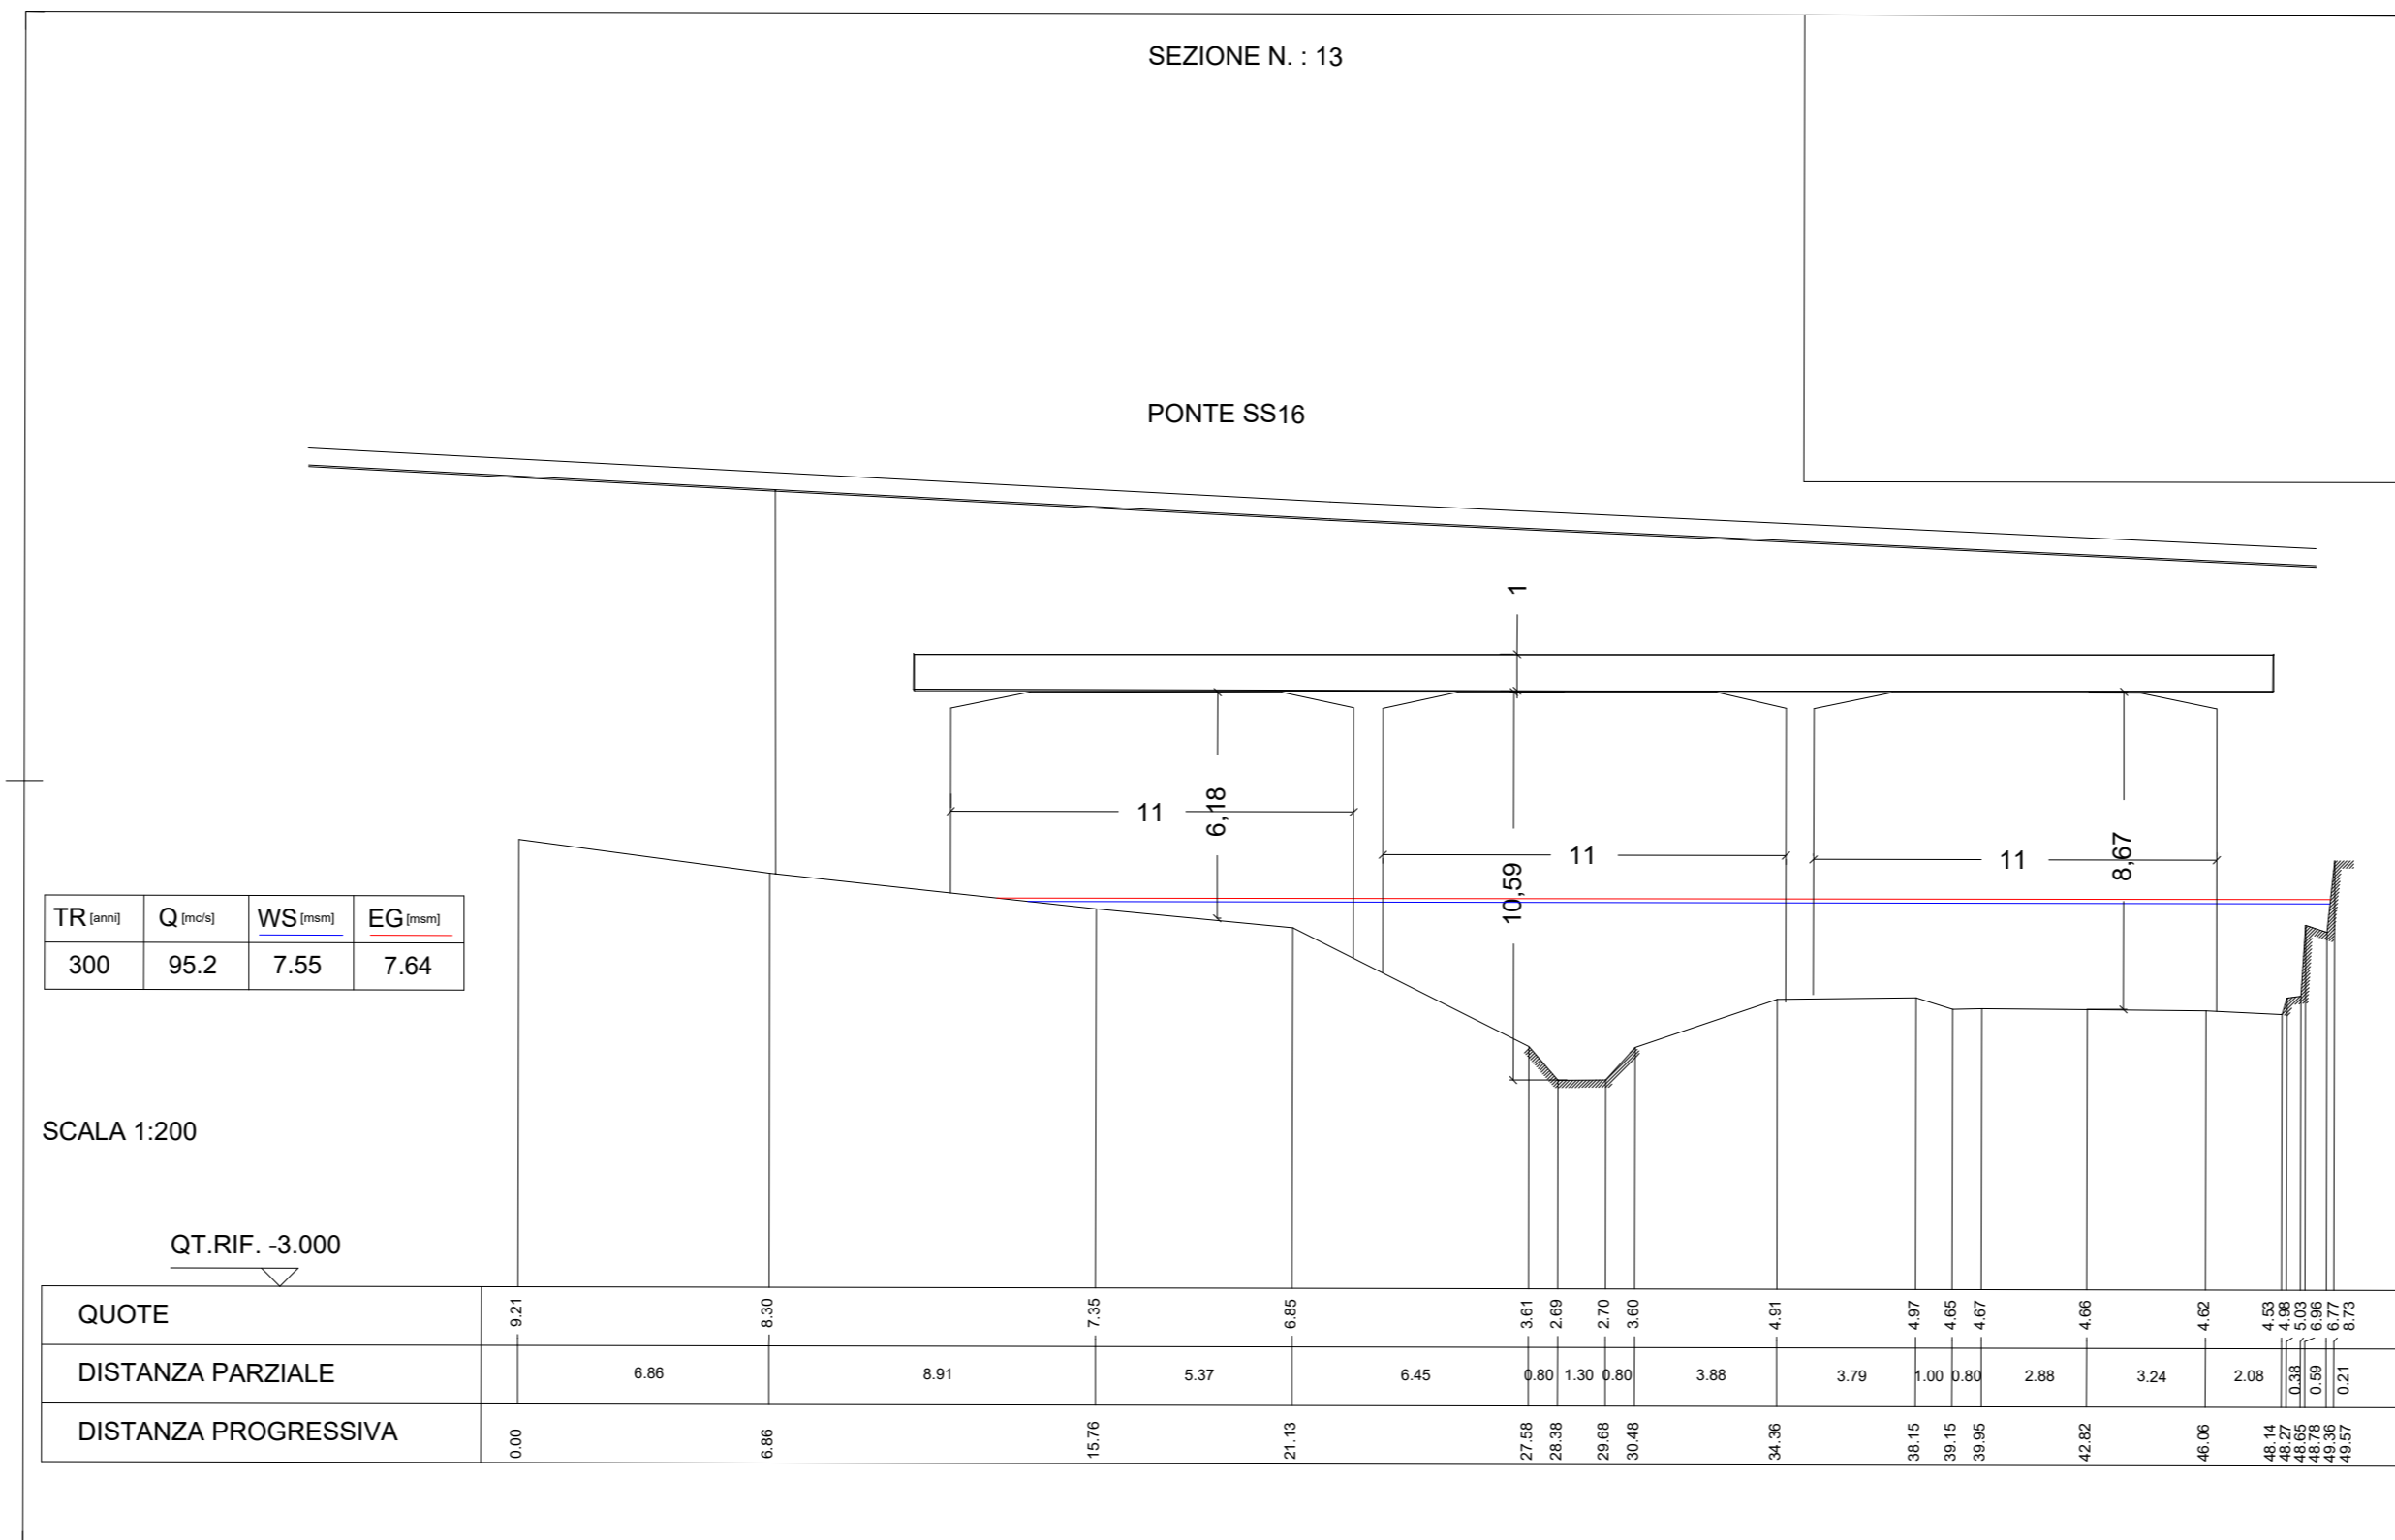 SEZIONE N. : 13
PONTE SS16
1
11
6,18
11
10,59
11
8,67
TR [anni] Q [mc/s] WS [msm] EG [msm]
300 95.2 7.55 7.64
SCALA 1:200
QT.RIF. -3.000
QUOTE 9.21 8.30 7.35 6.85 3.61 2.69 2.70 3.60 4.91 4.97 4.65 4.67 4.66 4.62 4.53 4.98 5.03 6.96 6.77 8.73
DISTANZA PARZIALE 6.86 8.91 5.37 6.45 0.80 1.30 0.80 3.88 3.79 1.00 0.80 2.88 3.24 2.08 0.38 0.59 0.21
DISTANZA PROGRESSIVA 0.00 6.86 15.76 21.13 27.58 28.38 29.68 30.48 34.36 38.15 39.15 39.95 42.82 46.06 48.14 48.27 48.65 48.78 49.36 49.57